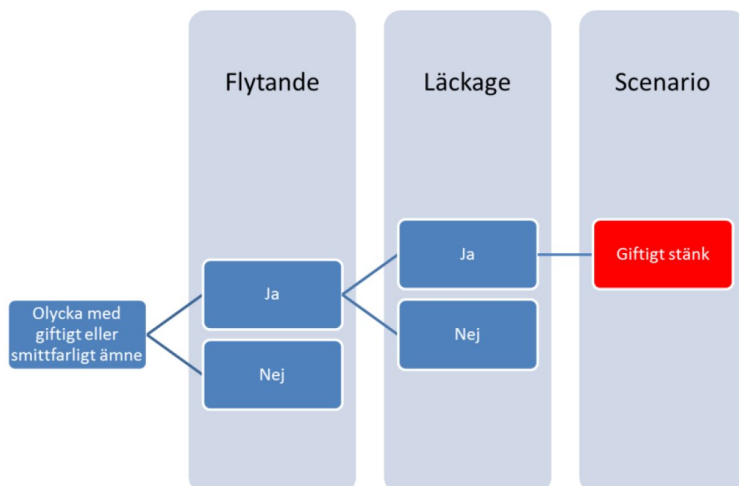 Flytande
Läckage
Scenario
Ja
Giftigt stänk
Ja
Olycka med
giftigt eller
smittfarligt ämne
Nej
Nej